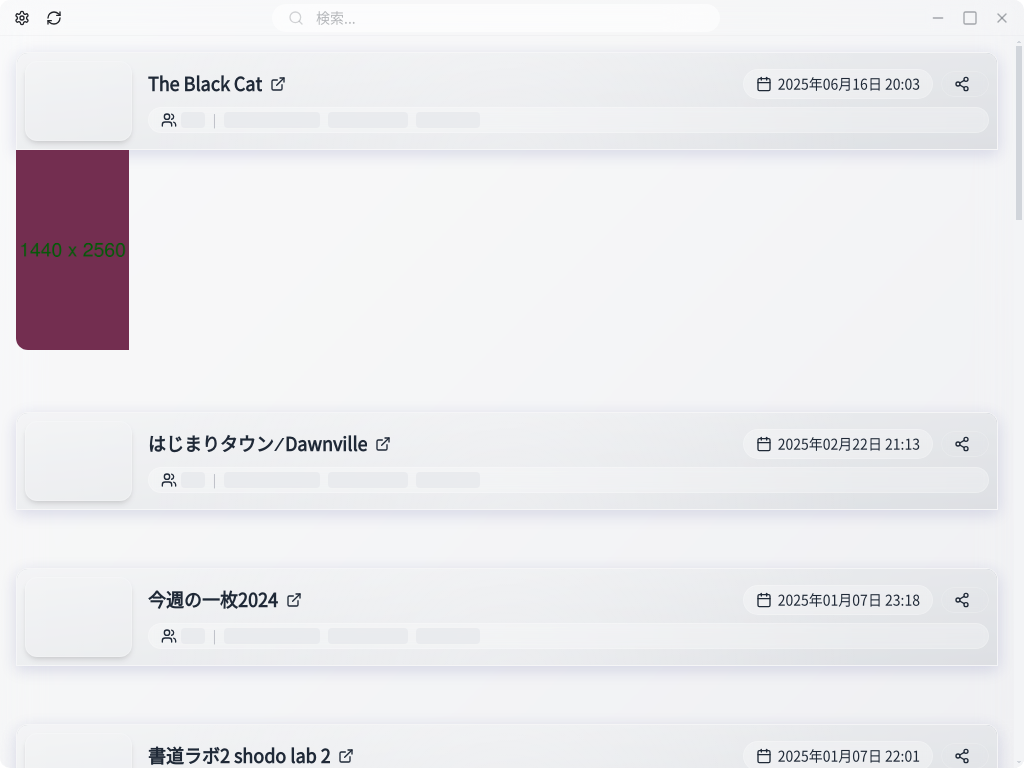 検索...
The Black Cat
2025年06月16日 20:03
1440 x 2560
はじまりタウン⁄Dawnville
2025年02月22日 21:13
今週の一枚2024
2025年01月07日 23:18
書道ラボ2 shodo lab 2
2025年01月07日 22:01